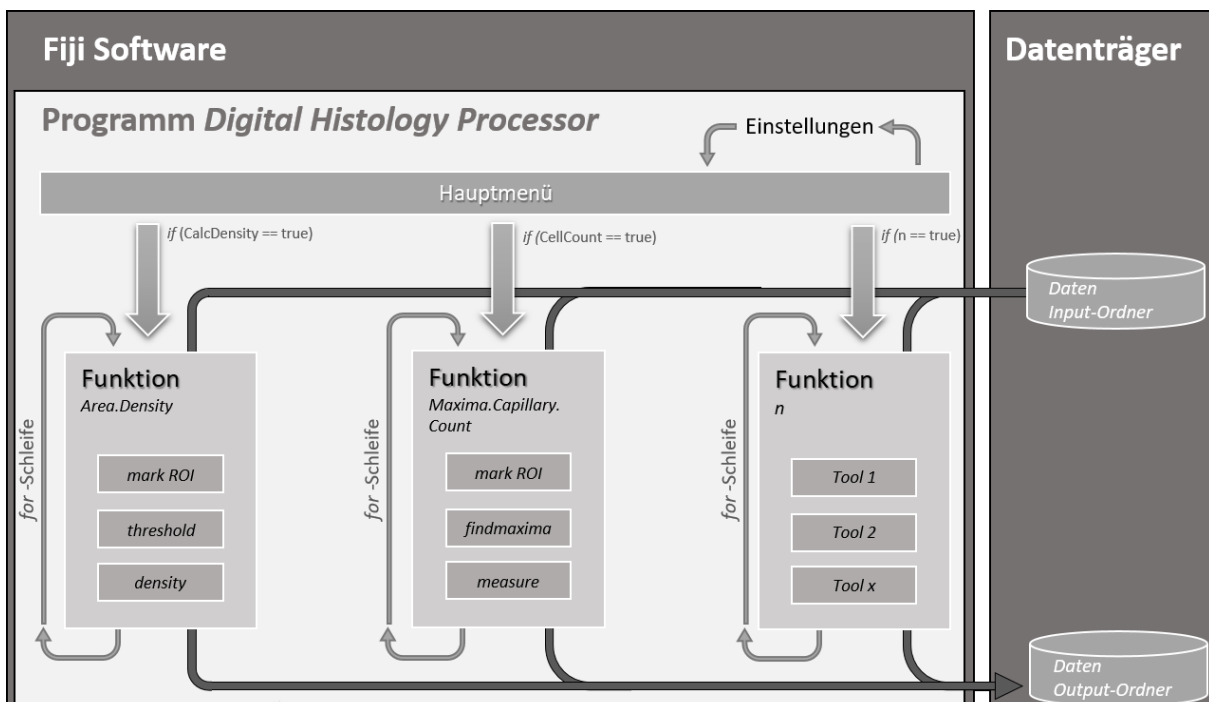 Fiji Software
Datenträger
Programm Digital Histology Processor
Einstellungen
Hauptmenü
if (CalcDensity == true)
if (CellCount == true)
if (n == true)
Daten
Input-Ordner
for -Schleife
Funktion
Area.Density
mark ROI
threshold
density
for -Schleife
Funktion
Maxima.Capillary.
Count
mark ROI
findmaxima
measure
for -Schleife
Funktion
n
Tool 1
Tool 2
Tool x
Daten
Output-Ordner